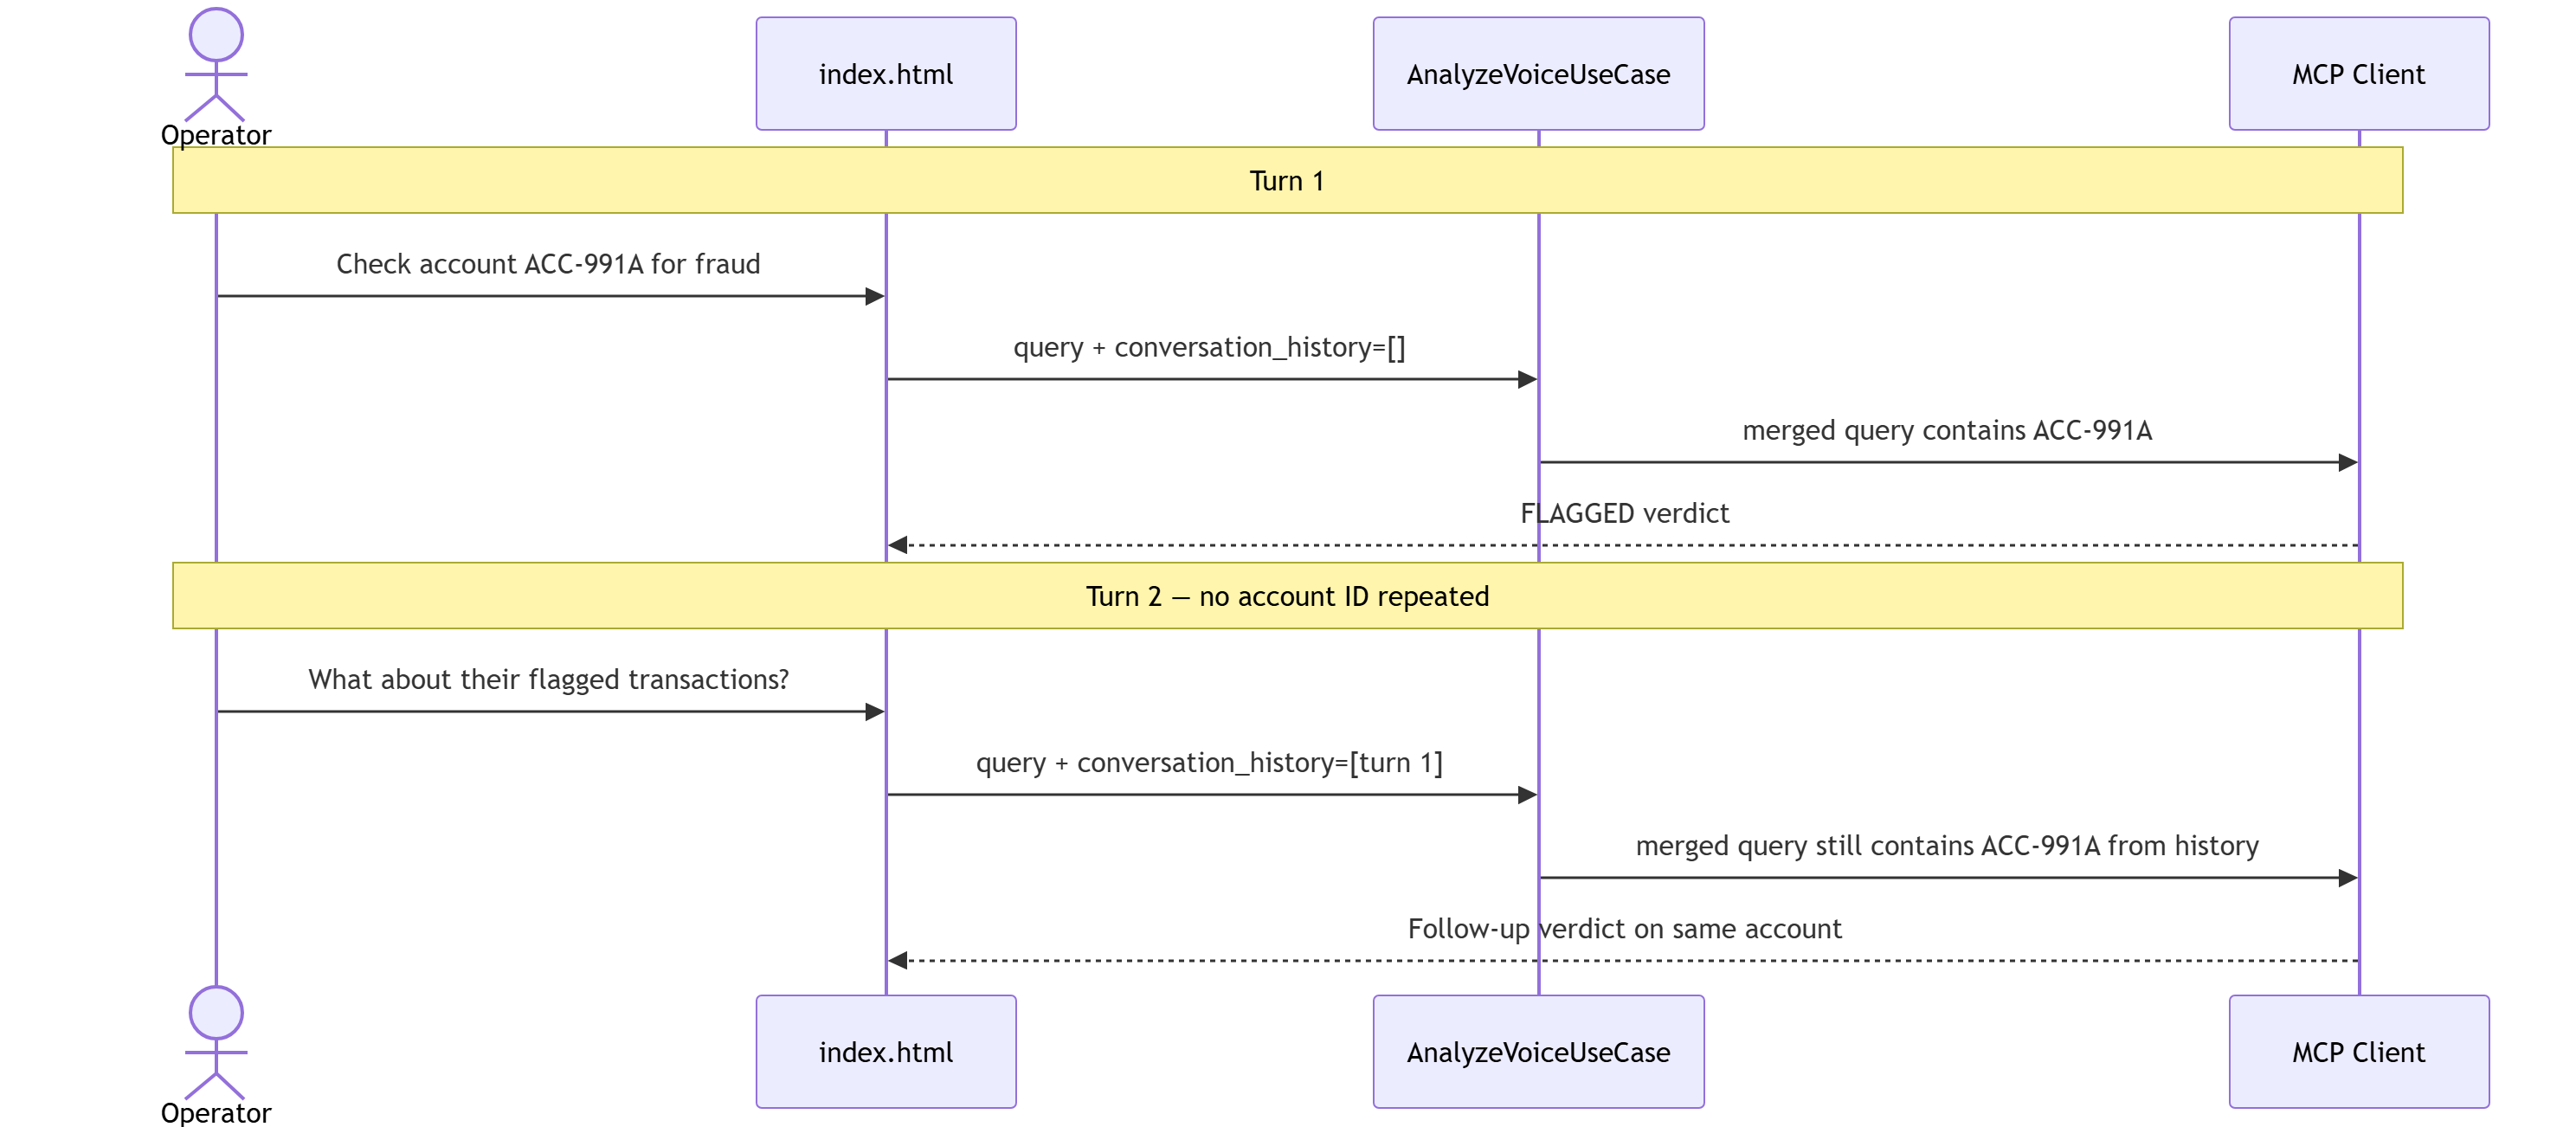 Operator
index.html
AnalyzeVoiceUseCase
MCP Client
Turn 1
Check account ACC-991A for fraud
query + conversation_history=[]
merged query contains ACC-991A
FLAGGED verdict
Turn 2 — no account ID repeated
What about their flagged transactions?
query + conversation_history=[turn 1]
merged query still contains ACC-991A from history
Follow-up verdict on same account
Operator
index.html
AnalyzeVoiceUseCase
MCP Client